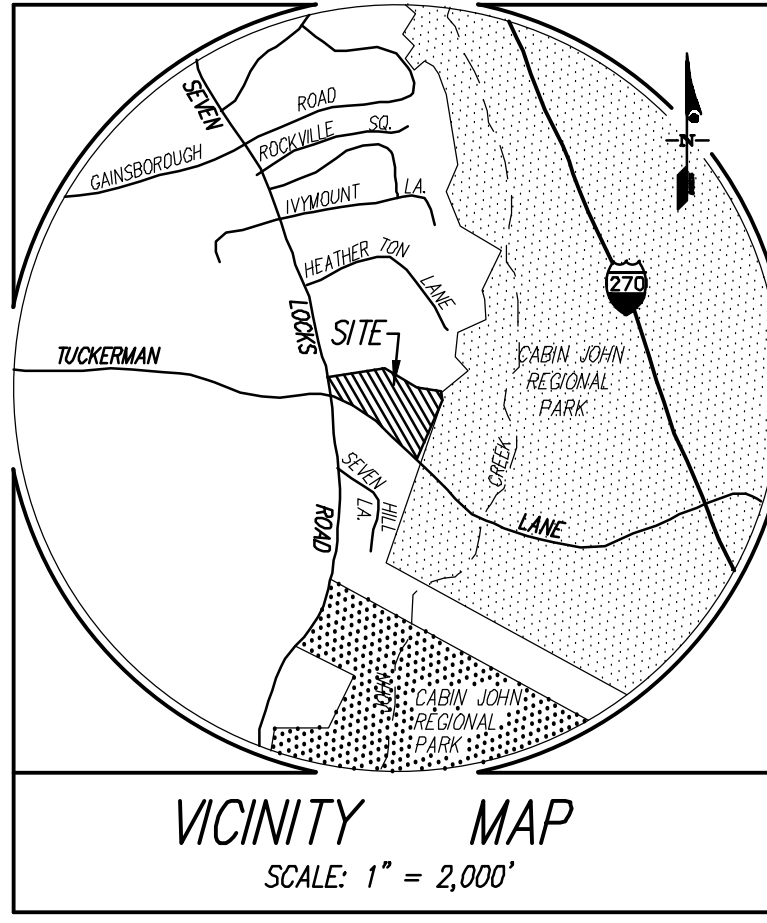 SEVEN
ROAD
GAINSBOROUGH
ROCKVILLE SQ.
IVYMOUNT LA.
HEATHER TON
LANE
LOCKS
SITE
TUCKERMAN
N
270
CABIN JOHN
REGIONAL
PARK
CREEK
SEVEN
HILL
LA.
ROAD
LANE
JOHN
CABIN JOHN
REGIONAL
PARK
VICINITY MAP
SCALE: 1" = 2,000'